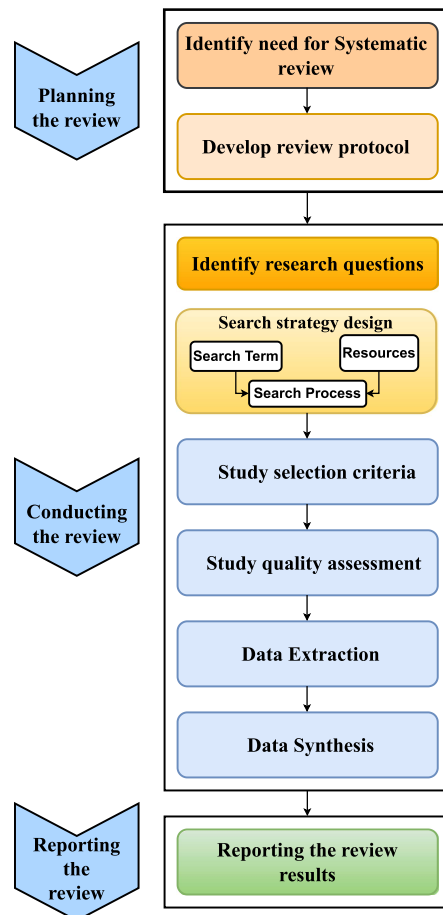 Planning
the review
Identify need for Systematic
review
Develop review protocol
Identify research questions
Search strategy design
Search Term
Resources
Search Process
Conducting
the review
Study selection criteria
Study quality assessment
Data Extraction
Data Synthesis
Reporting
the
review
Reporting the review
results